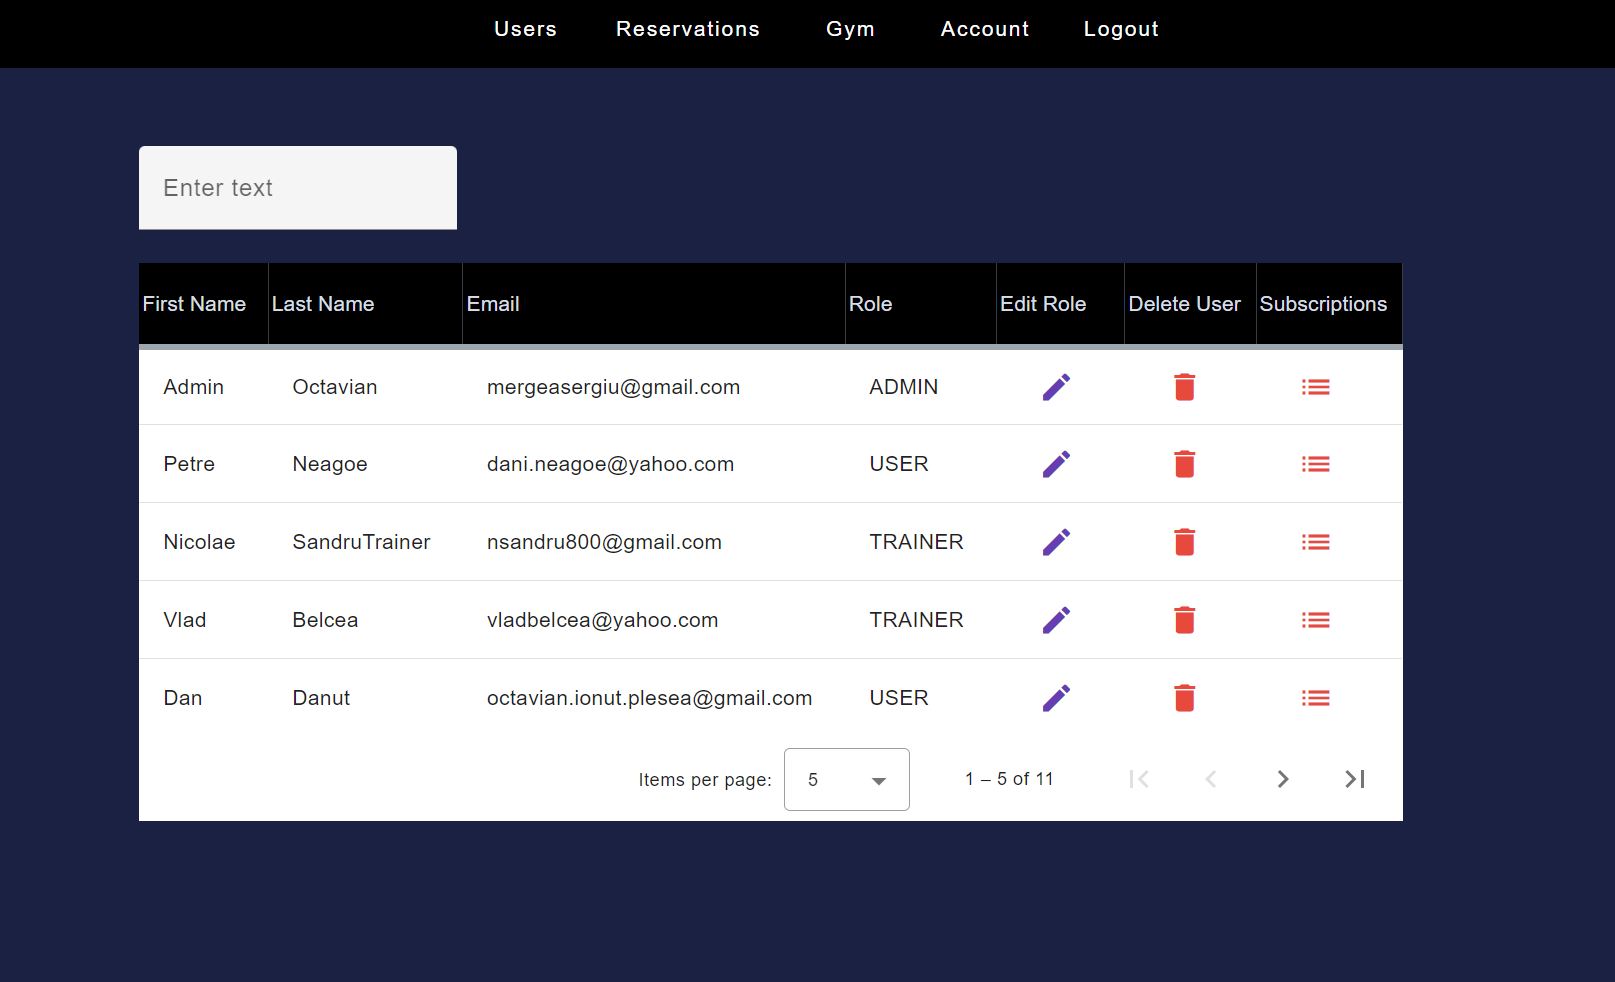 Users Reservations Gym Account Logout
Enter text
First Name Last Name Email Role Edit Role Delete User Subscriptions
Admin Octavian mergeasergiu@gmail.com ADMIN
Petre Neagoe dani.neagoe@yahoo.com USER
Nicolae SandruTrainer nsandru800@gmail.com TRAINER
Vlad Belcea vladbelcea@yahoo.com TRAINER
Dan Danut octavian.ionut.plesea@gmail.com USER
Items per page: 5 1 – 5 of 11